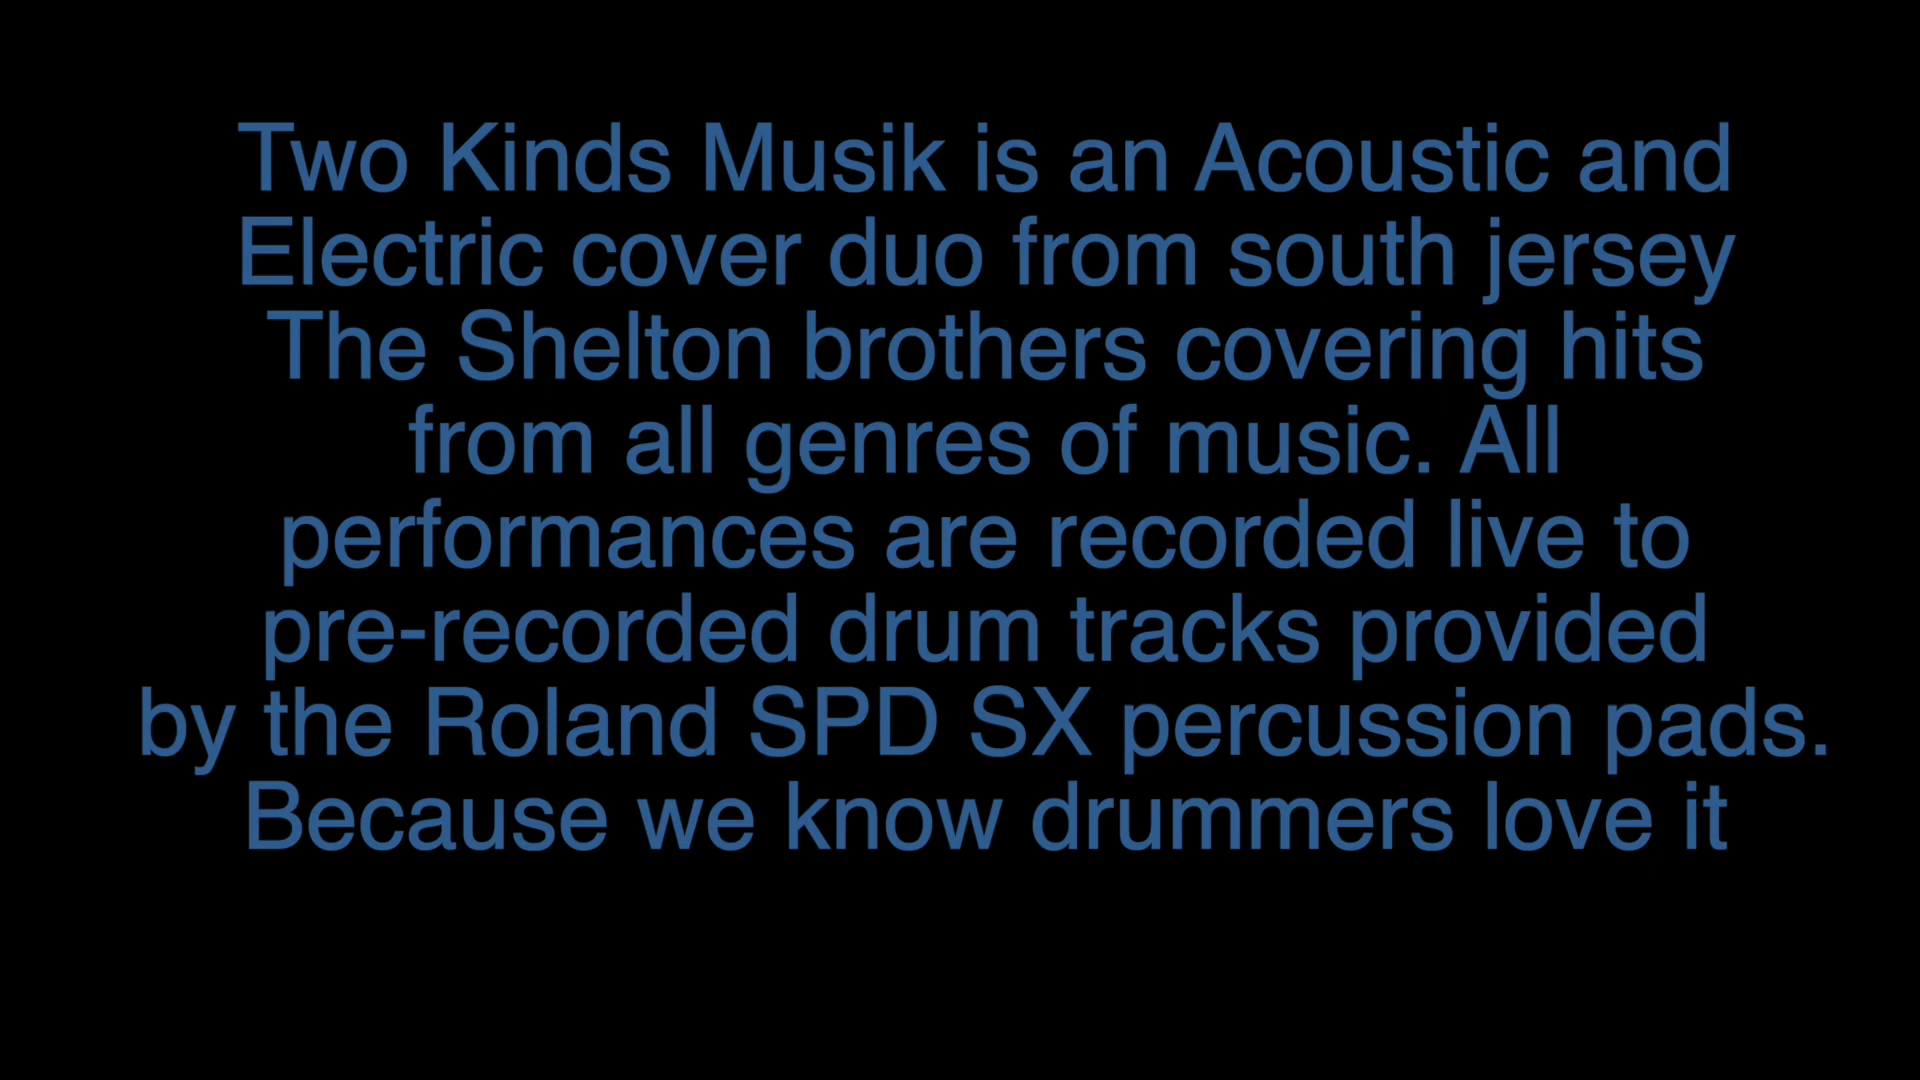 Two Kinds Musik is an Acoustic and
Electric cover duo from south jersey
The Shelton brothers covering hits
from all genres of music. All
performances are recorded live to
pre-recorded drum tracks provided
by the Roland SPD SX percussion pads.
Because we know drummers love it